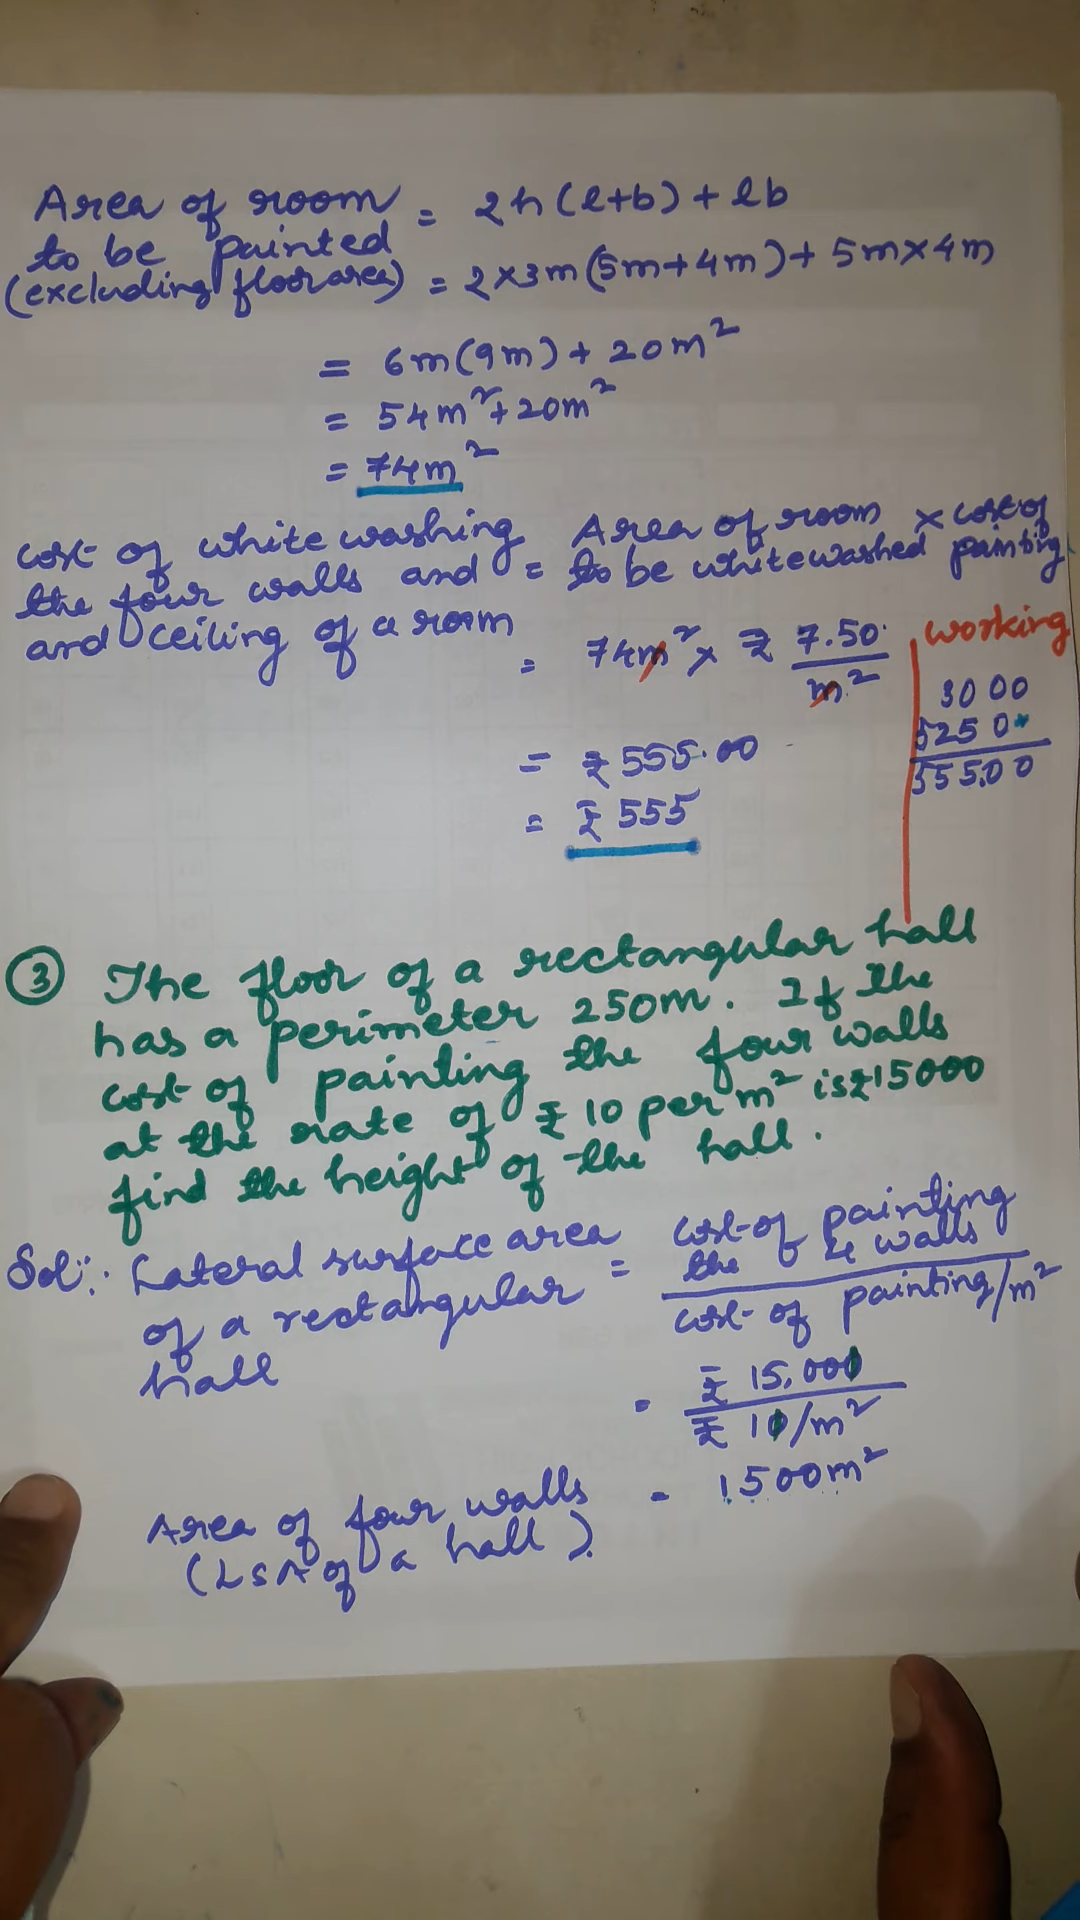 Area of room = 2h(l+b)+lb
to be painted
(excluding floor area) = 2×3m(5m+4m)+5m×4m
= 6m(9m)+20m²
= 54m²+20m²
= 74m²
cost of white washing = Area of room × cost of
the four walls and to be whitewashed painting
and ceiling of a room
= 74m² × ₹ 7.50/m²
= ₹555.00
= ₹555
working
3000
5250*
555.00
③ The floor of a rectangular hall
has a perimeter 250m. If the
cost of painting the four walls
at the rate of ₹10 per m² is ₹15000
find the height of the hall.
Sol:. Lateral surface area = cost of painting
the 4 walls
of a rectangular cost of painting/m²
hall
= ₹ 15,000
₹ 10/m²
Area of four walls = 1500m²
(LSA of a hall).